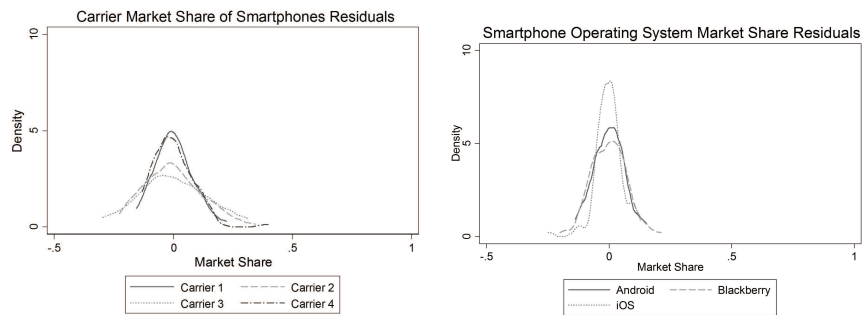 Carrier Market Share of Smartphones Residuals
10
5
0
Density
-.5 0 .5 1
Market Share
Carrier 1 Carrier 2
Carrier 3 Carrier 4
Smartphone Operating System Market Share Residuals
10
5
0
Density
-.5 0 .5 1
Market Share
Android Blackberry
iOS